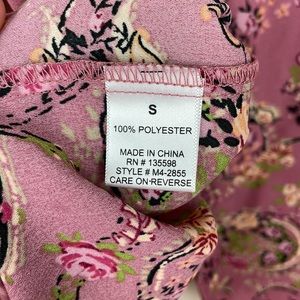 S
100% POLYESTER
MADE IN CHINA
RN # 135598
STYLE # M4-2855
CARE ON REVERSE